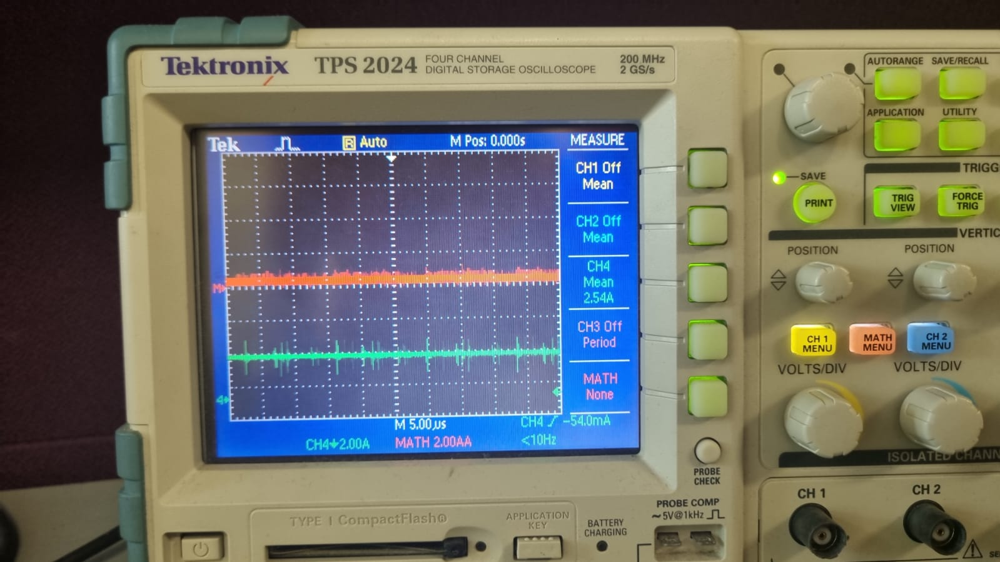 Tektronix TPS 2024 FOUR CHANNEL DIGITAL STORAGE OSCILLOSCOPE 200 MHz 2 GS/s
Tek R Auto M Pos: 0.000s MEASURE
CH1 Off
Mean
CH2 Off
Mean
CH4
Mean
2.54A
CH3 Off
Period
MATH
None
M
4
M 5.00µs CH4 -54.0mA
CH4 2.00A MATH 2.00AA <10Hz
AUTORANGE SAVE/RECALL
APPLICATION UTILITY
SAVE
PRINT
TRIGG
TRIG VIEW
FORCE TRIG
VERTIC
POSITION POSITION
CH 1 MENU
MATH MENU
CH 2 MENU
VOLTS/DIV VOLTS/DIV
ISOLATED CHANN
PROBE CHECK
CH 1 CH 2
PROBE COMP
~5V@1kHz
TYPE I CompactFlash®
APPLICATION KEY
BATTERY CHARGING